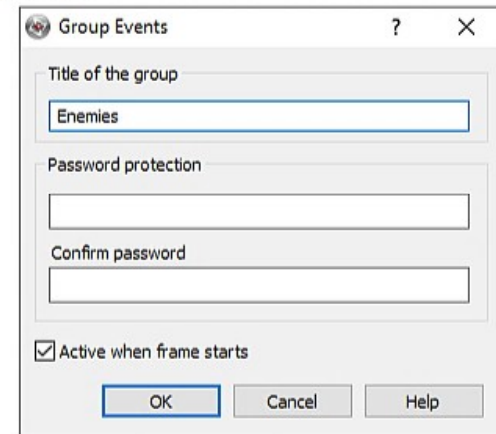 Group Events
?
Title of the group
Enemies
Password protection
Confirm password
Active when frame starts
OK Cancel Help